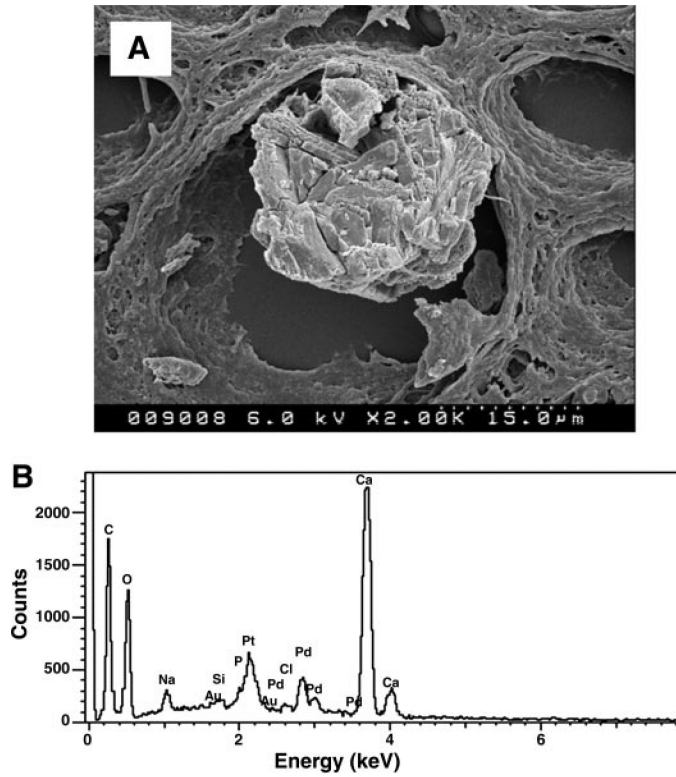 A
009008 6.0 kV X2.00K 15.0µm
B
Ca
2000
C
1500
O
Counts
1000
Pt
Pd
P
Cl
Na
Si
Pd
Pd
Ca
500
Au
Au
Pd
0
0 2 4 6
Energy (keV)